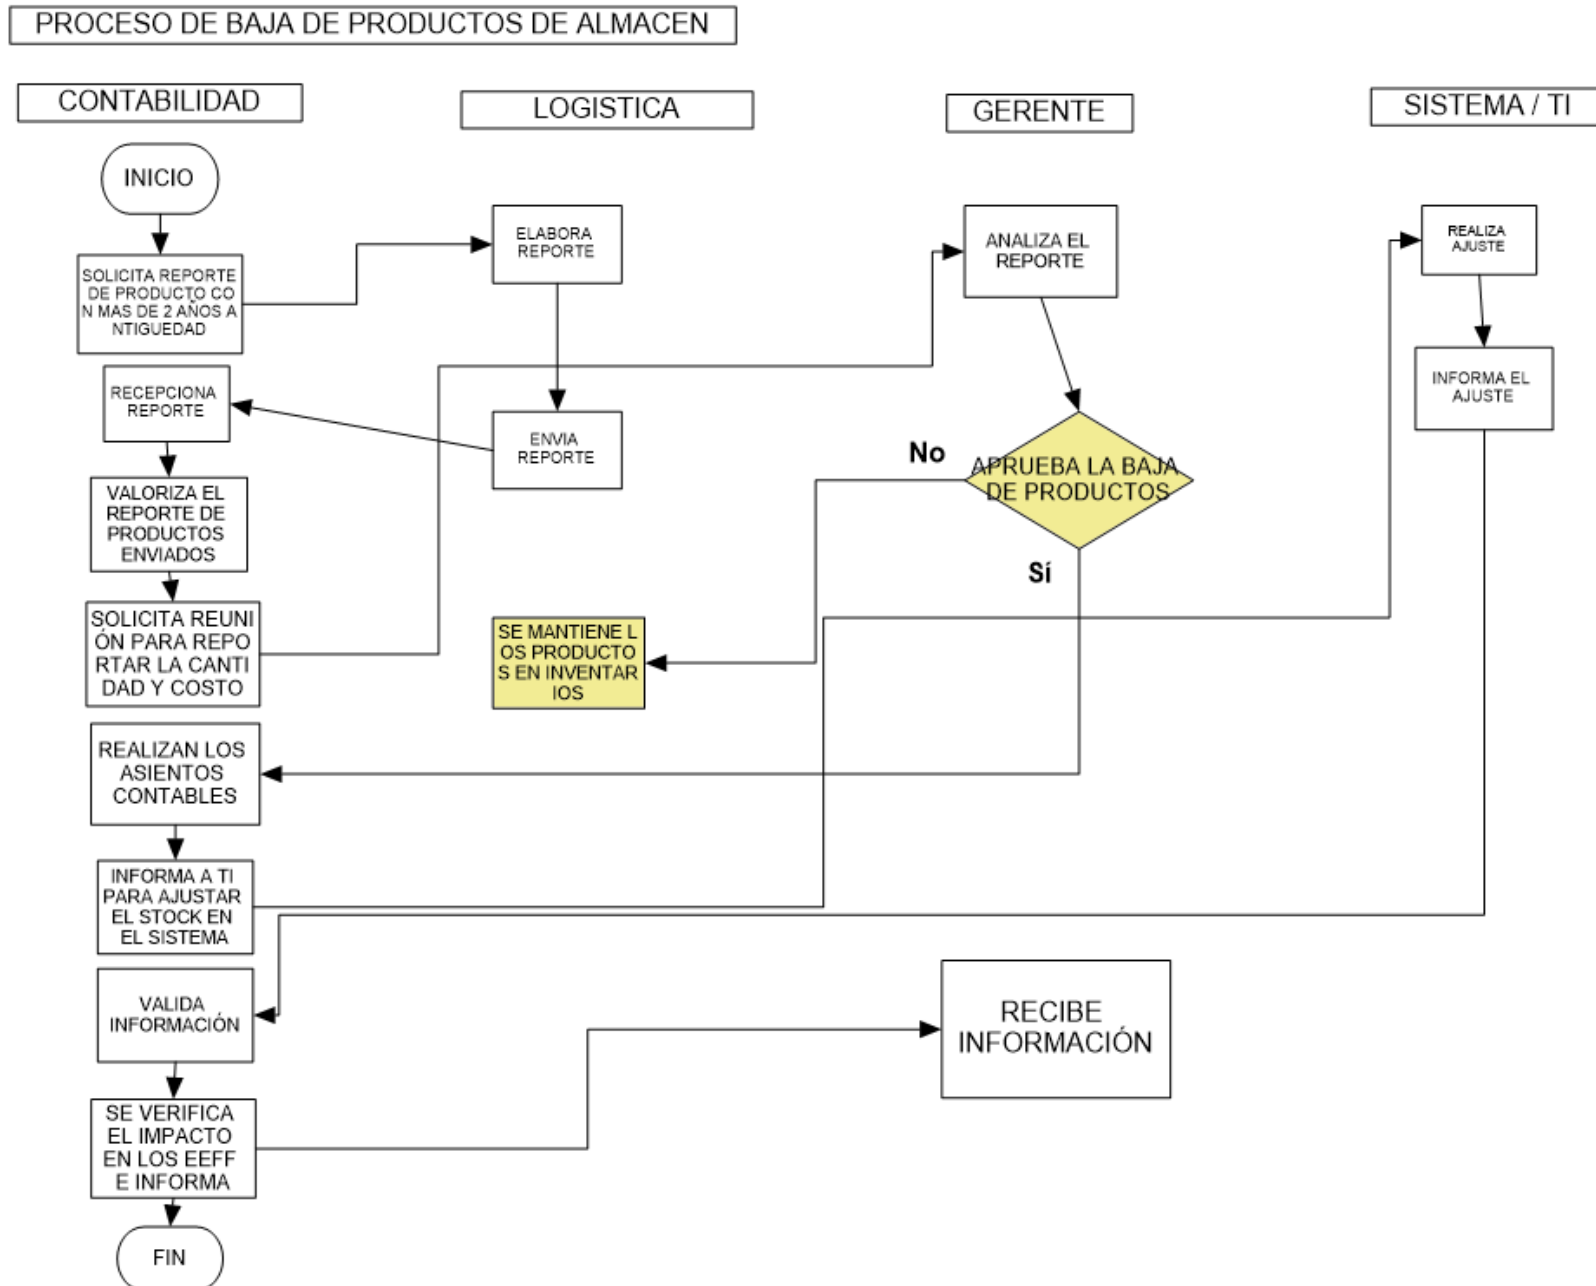 PROCESO DE BAJA DE PRODUCTOS DE ALMACEN
CONTABILIDAD
LOGISTICA
GERENTE
SISTEMA / TI
INICIO
SOLICITA REPORTE
DE PRODUCTO CO
N MAS DE 2 AÑOS A
NTIGUEDAD
ELABORA
REPORTE
ANALIZA EL
REPORTE
REALIZA
AJUSTE
RECEPCIONA
REPORTE
ENVIA
REPORTE
INFORMA EL
AJUSTE
No
APRUEBA LA BAJA
DE PRODUCTOS
Sí
VALORIZA EL
REPORTE DE
PRODUCTOS
ENVIADOS
SOLICITA REUNI
ÓN PARA REPO
RTAR LA CANTI
DAD Y COSTO
SE MANTIENE L
OS PRODUCTO
S EN INVENTAR
IOS
REALIZAN LOS
ASIENTOS
CONTABLES
INFORMA A TI
PARA AJUSTAR
EL STOCK EN
EL SISTEMA
VALIDA
INFORMACIÓN
RECIBE
INFORMACIÓN
SE VERIFICA
EL IMPACTO
EN LOS EEFF
E INFORMA
FIN